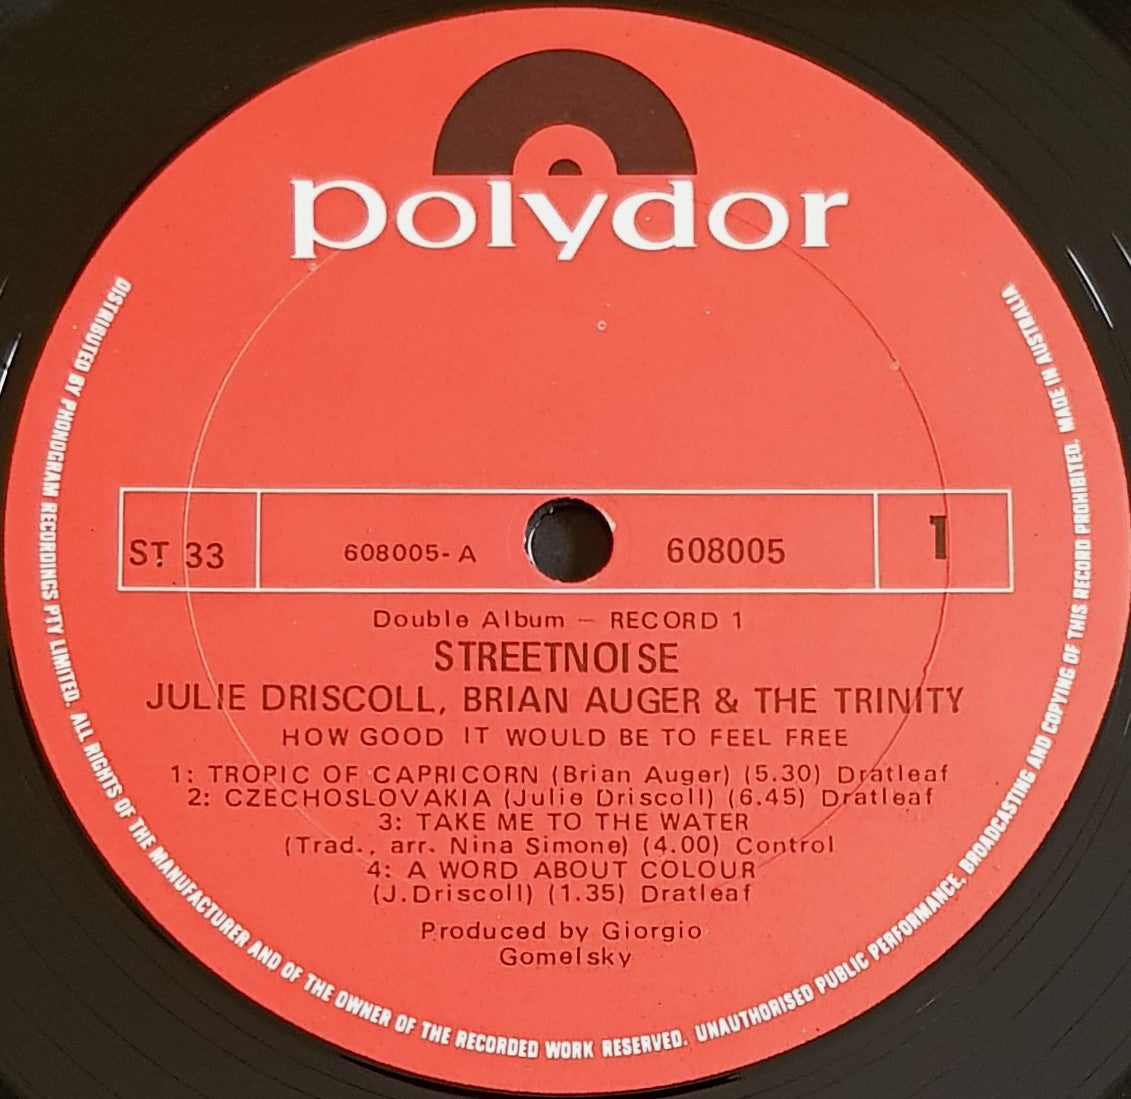 polydor
ST 33
608005-A
608005
1
Double Album — RECORD 1
STREETNOISE
JULIE DRISCOLL, BRIAN AUGER & THE TRINITY
HOW GOOD IT WOULD BE TO FEEL FREE
1: TROPIC OF CAPRICORN (Brian Auger) (5.30) Dratleaf
2: CZECHOSLOVAKIA (Julie Driscoll) (6.45) Dratleaf
3: TAKE ME TO THE WATER
(Trad., arr. Nina Simone) (4.00) Control
4: A WORD ABOUT COLOUR
(J.Driscoll) (1.35) Dratleaf
Produced by Giorgio
Gomelsky
DISTRIBUTED BY PHONOGRAM RECORDINGS PTY LIMITED. ALL RIGHTS OF THE MANUFACTURER AND OF THE OWNER OF THE RECORDED WORK RESERVED. UNAUTHORISED PUBLIC PERFORMANCE, BROADCASTING AND COPYING OF THIS RECORD PROHIBITED. MADE IN AUSTRALIA